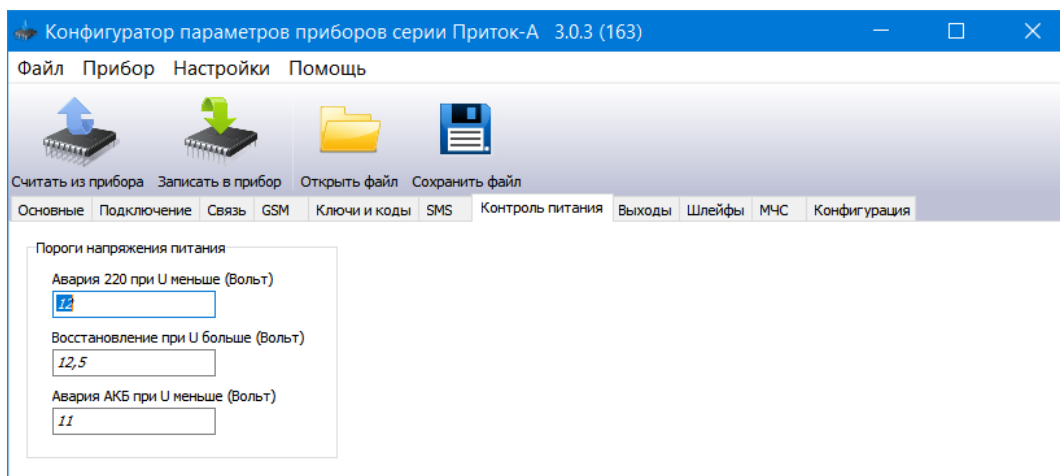 Конфигуратор параметров приборов серии Приток-А 3.0.3 (163)
Файл Прибор Настройки Помощь
Считать из прибора Записать в прибор Открыть файл Сохранить файл
Основные Подключение Связь GSM Ключи и коды SMS Контроль питания Выходы Шлейфы МЧС Конфигурация
Пороги напряжения питания
Авария 220 при U меньше (Вольт)
12
Восстановление при U больше (Вольт)
12,5
Авария АКБ при U меньше (Вольт)
11